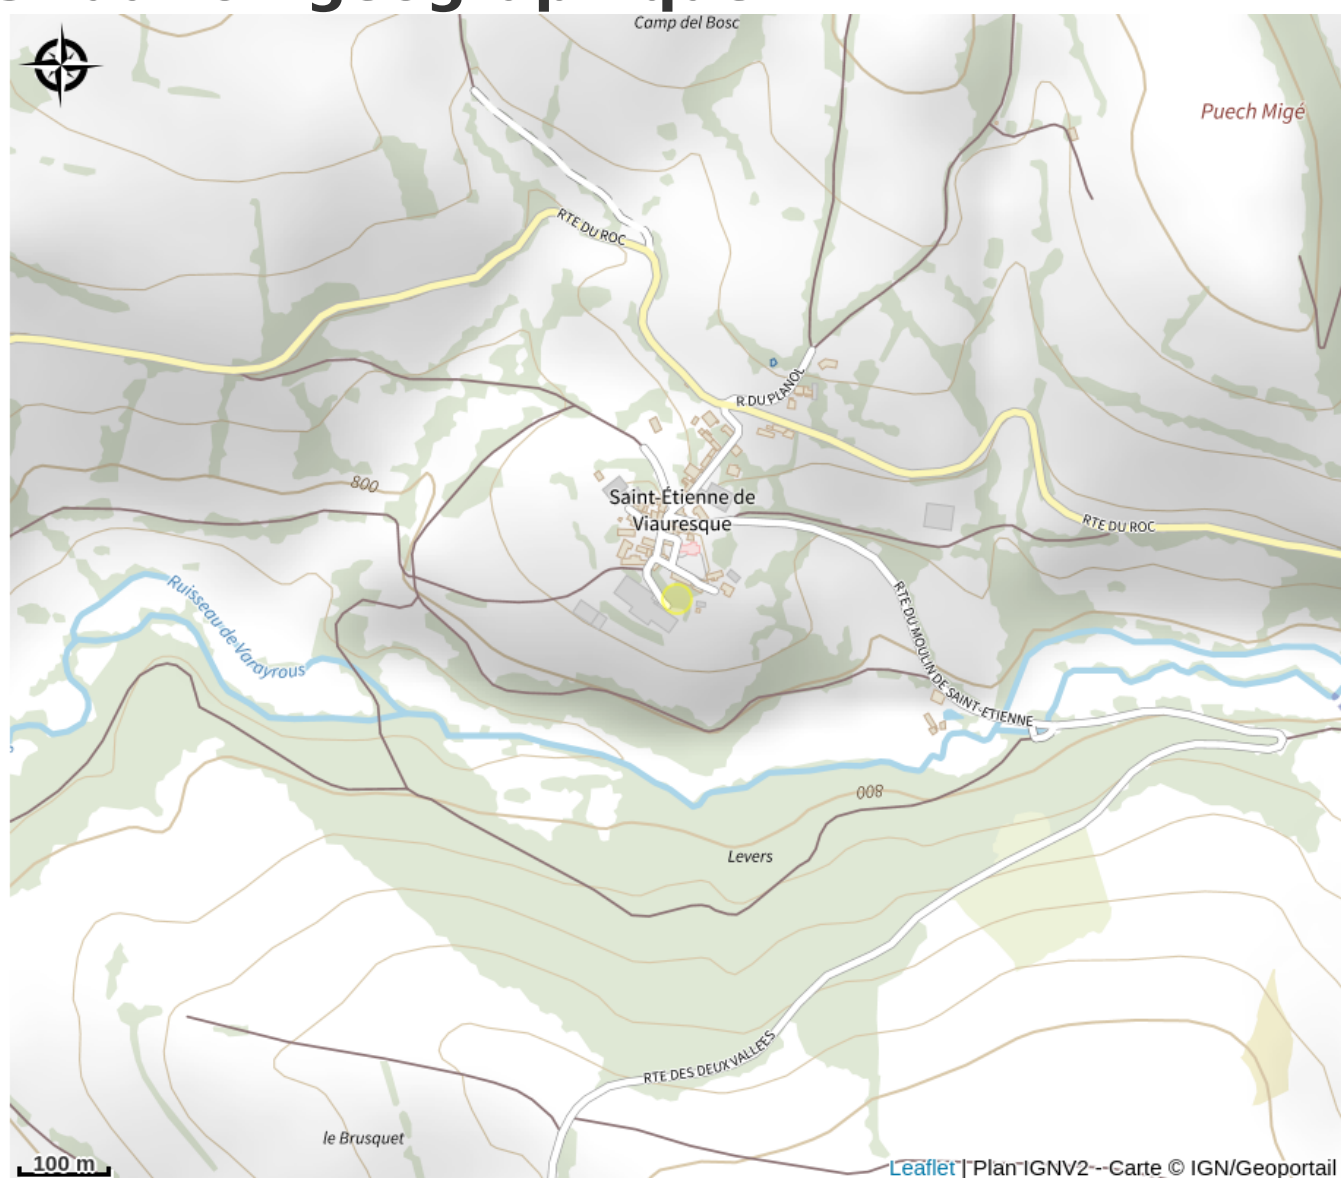 Camp del Bosc
Puech Migé
RTE DU ROC
R DU PLANOL
800
Saint-Étienne de
Viauresque
RTE DU ROC
Ruisseau de Varayrous
RTE DU MOULIN DE SAINT-ETIENNE
800
Levers
RTE DES DEUX VALLÉES
le Brusquet
100 m
Leaflet | Plan IGNV2 - Carte © IGN/Geoportail